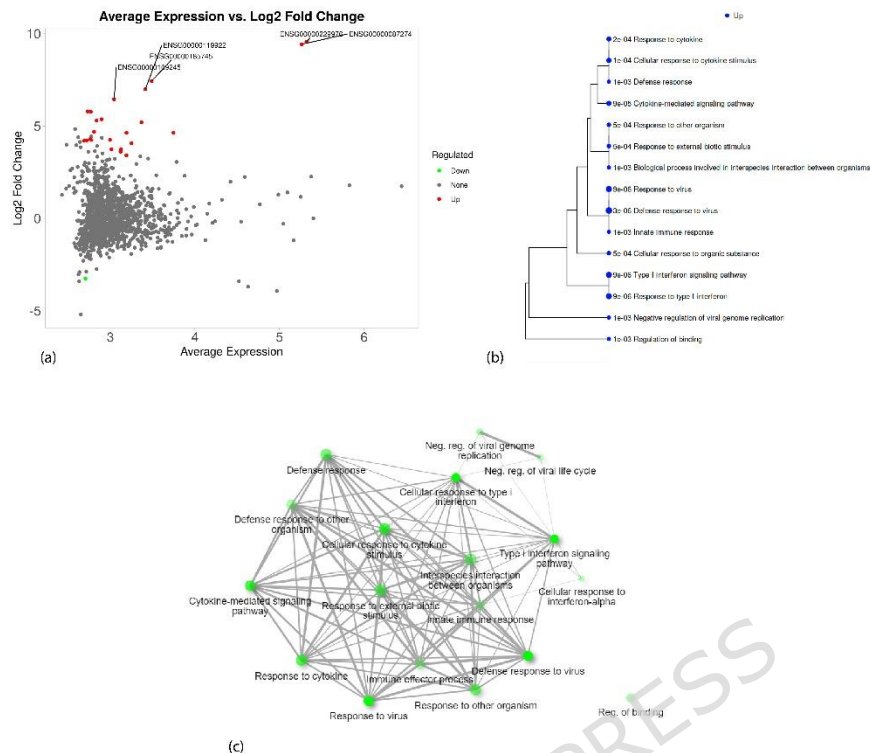 Average Expression vs. Log2 Fold Change
10
5
0
-5
Log2 Fold Change
3
4
5
6
Average Expression
ENSG00000087274
ENSG00000119922
ENSG00000169245
Regulated
Down
None
Up
(a)
Up
2e-04 Response to cytokine
1e-04 Cellular response to cytokine stimulus
1e-03 Defense response
9e-05 Cytokine-mediated signaling pathway
5e-04 Response to other organism
6e-04 Response to external biotic stimulus
1e-03 Biological process involved in interspecies interaction between organisms
9e-06 Response to virus
3e-06 Defense response to virus
1e-03 Innate immune response
5e-04 Cellular response to organic substance
9e-06 Type I interferon signaling pathway
9e-06 Response to type I interferon
1e-03 Negative regulation of viral genome replication
1e-03 Regulation of binding
(b)
Neg. reg. of viral genome
replication
Neg. reg. of viral life cycle
Defense response
Cellular response to type i
interferon
Defense response to other
organism
Cellular response to cytokine
stimulus
Type i interferon signaling
pathway
Interspecies interaction
between organisms
Cellular response to
interferon-alpha
Cytokine-mediated signaling
pathway
Response to external biotic
stimulus
Innate immune response
Response to cytokine
Immune effector process
Defense response to virus
Response to other organism
Response to virus
Reg. of binding
(c)
PRESS